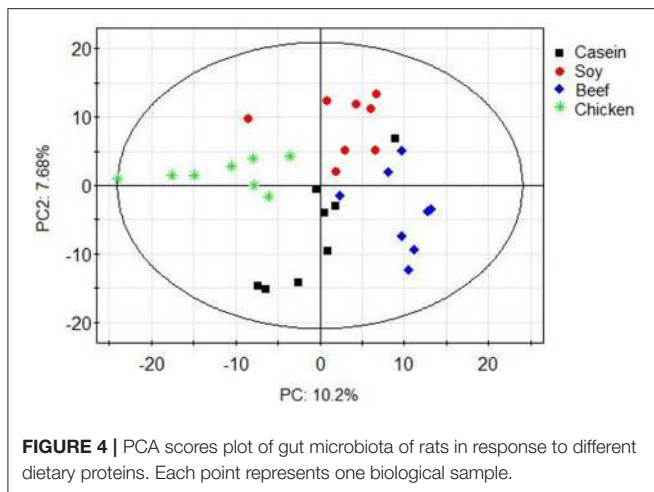 20
10
0
-10
-20
PC2: 7.68%
-20
-10
0
10
20
PC: 10.2%
Casein
Soy
Beef
Chicken
FIGURE 4 | PCA scores plot of gut microbiota of rats in response to different
dietary proteins. Each point represents one biological sample.